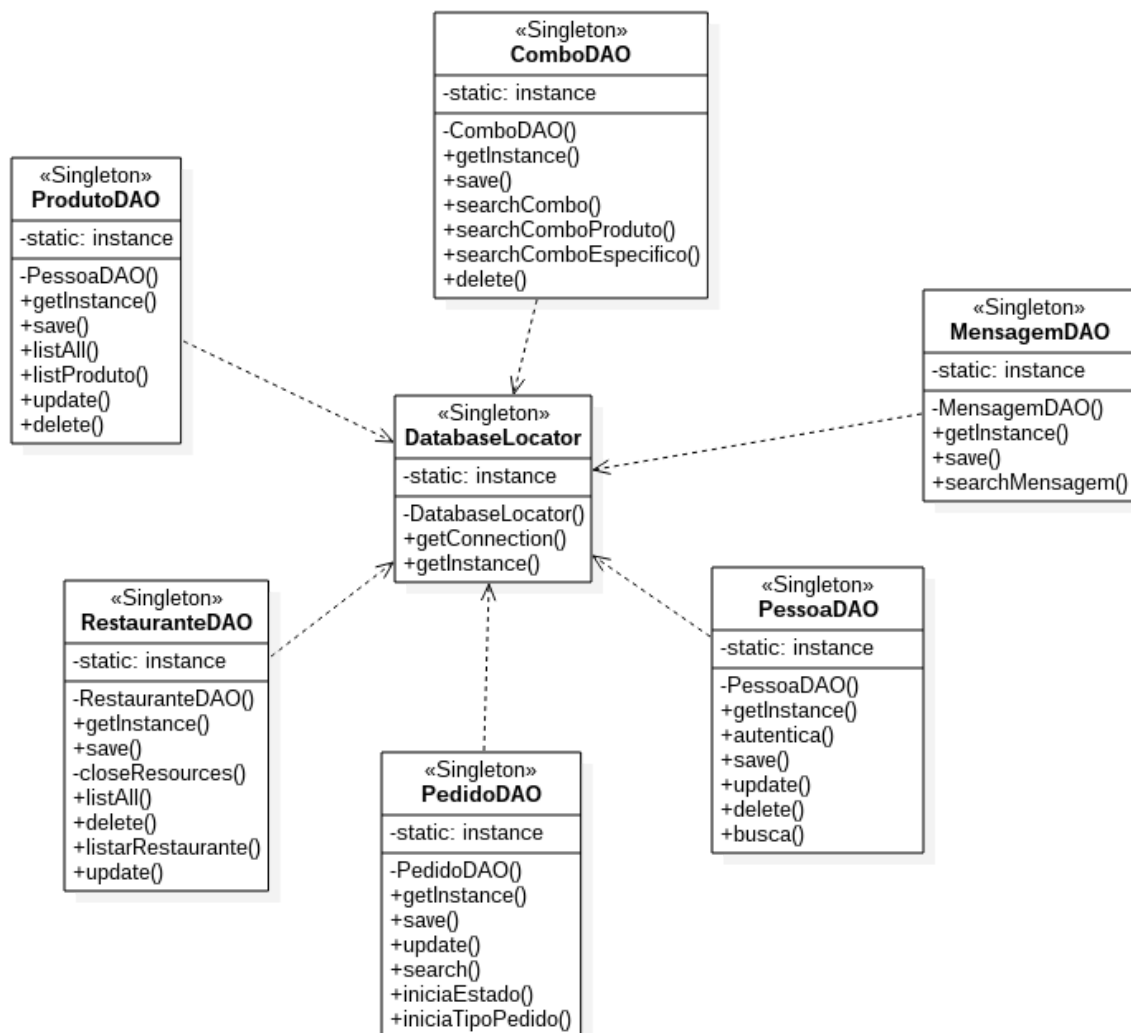 «Singleton»
ComboDAO
-static: instance
-ComboDAO()
+getInstance()
+save()
+searchCombo()
+searchComboProduto()
+searchComboEspecifico()
+delete()
«Singleton»
ProdutoDAO
-static: instance
-PessoaDAO()
+getInstance()
+save()
+listAll()
+listProduto()
+update()
+delete()
«Singleton»
MensagemDAO
-static: instance
-MensagemDAO()
+getInstance()
+save()
+searchMensagem()
«Singleton»
DatabaseLocator
-static: instance
-DatabaseLocator()
+getConnection()
+getInstance()
«Singleton»
RestauranteDAO
-static: instance
-RestauranteDAO()
+getInstance()
+save()
-closeResources()
+listAll()
+delete()
+listarRestaurante()
+update()
«Singleton»
PessoaDAO
-static: instance
-PessoaDAO()
+getInstance()
+autentica()
+save()
+update()
+delete()
+busca()
«Singleton»
PedidoDAO
-static: instance
-PedidoDAO()
+getInstance()
+save()
+update()
+search()
+iniciaEstado()
+iniciaTipoPedido()